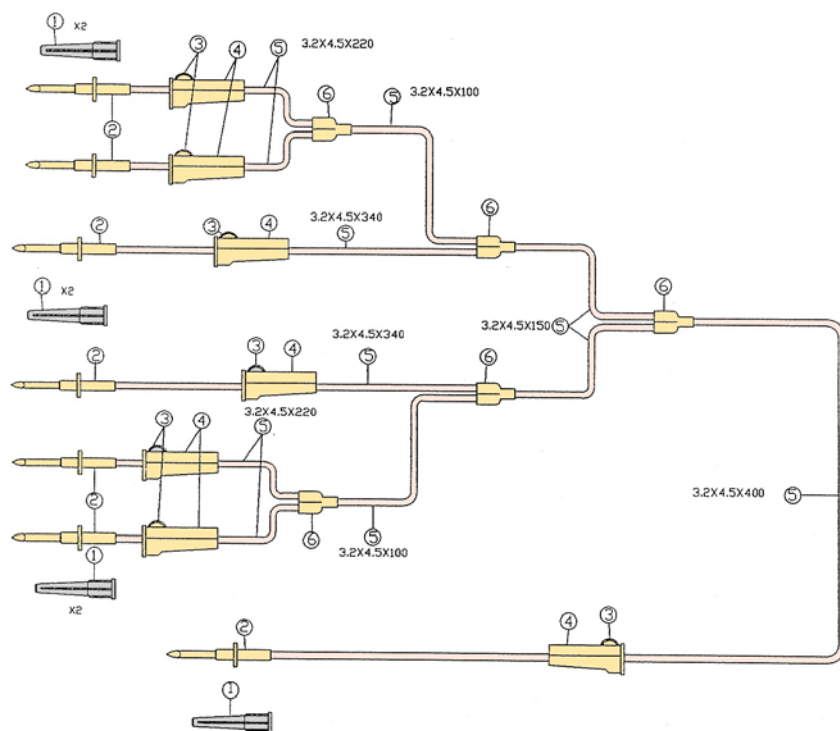 ① X2
③ ④ ⑤ 3.2X4.5X220
⑥ ⑤ 3.2X4.5X100
②
② ③ ④ 3.2X4.5X340
⑤ ⑥
① X2
⑥
3.2X4.5X150 ⑤
② ③ ④ 3.2X4.5X340
⑤ ⑥
③ ④ 3.2X4.5X220
⑤
②
3.2X4.5X400 ⑤
⑥ ⑤
3.2X4.5X100
①
X2
② ④ ③
①